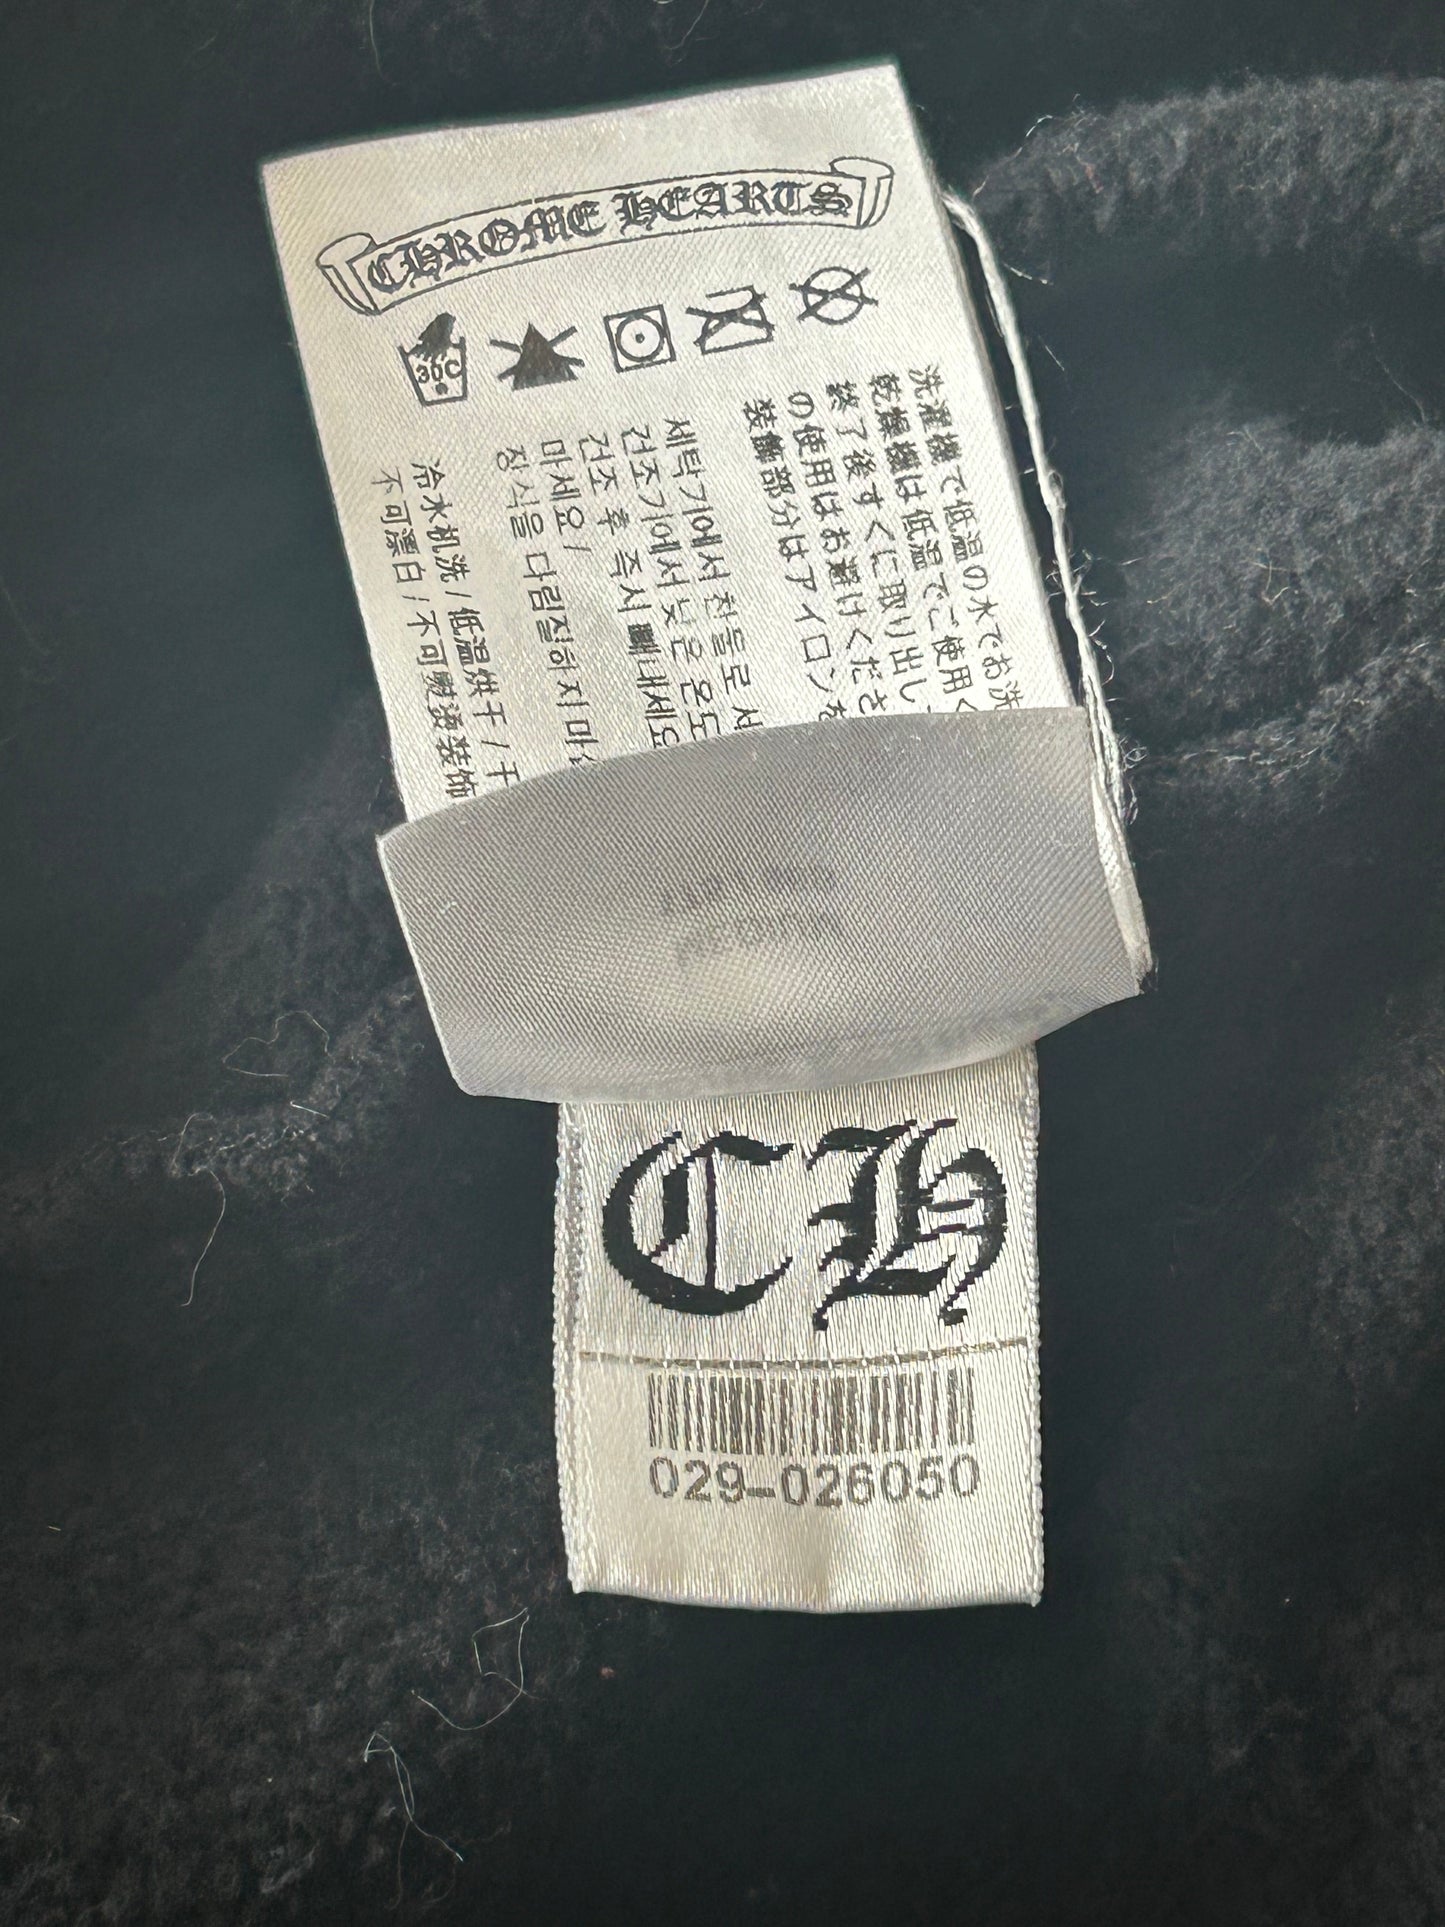 CHROME HEARTS
30C
洗濯機で低温の水でお洗
乾燥機は低温でご使用く
終了後すぐに取り出し
の使用はお避けくださ
装飾部分はアイロンを
세탁기에서 찬물로 세
건조기에서 낮은 온도
건조 후 즉시 빼내세요
마세요 /
장식을 다림질하지 마
冷水机洗 / 低温烘干 / 干
不可漂白 / 不可熨烫装饰
CH
029-026050